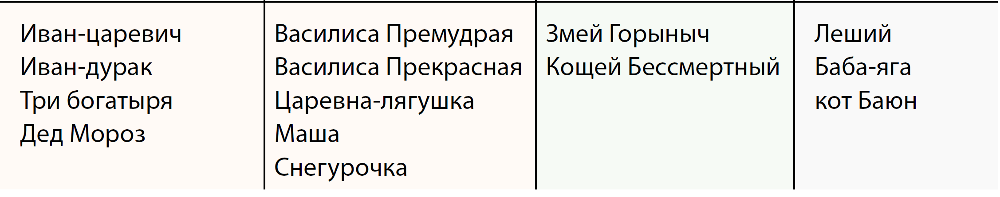 Иван-царевич
Иван-дурак
Три богатыря
Дед Мороз
Василиса Премудрая
Василиса Прекрасная
Царевна-лягушка
Маша
Снегурочка
Змей Горыныч
Кощей Бессмертный
Леший
Баба-яга
кот Баюн